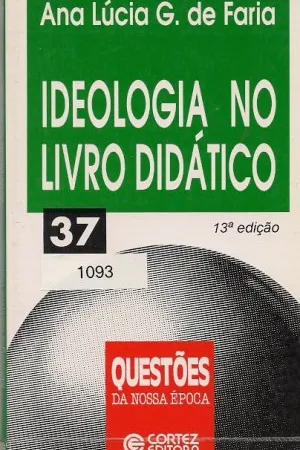 Ana Lúcia G. de Faria
IDEOLOGIA NO
LIVRO DIDÁTICO
37
13ª edição
1093
QUESTÕES
DA NOSSA ÉPOCA
CORTEZ
EDITORA